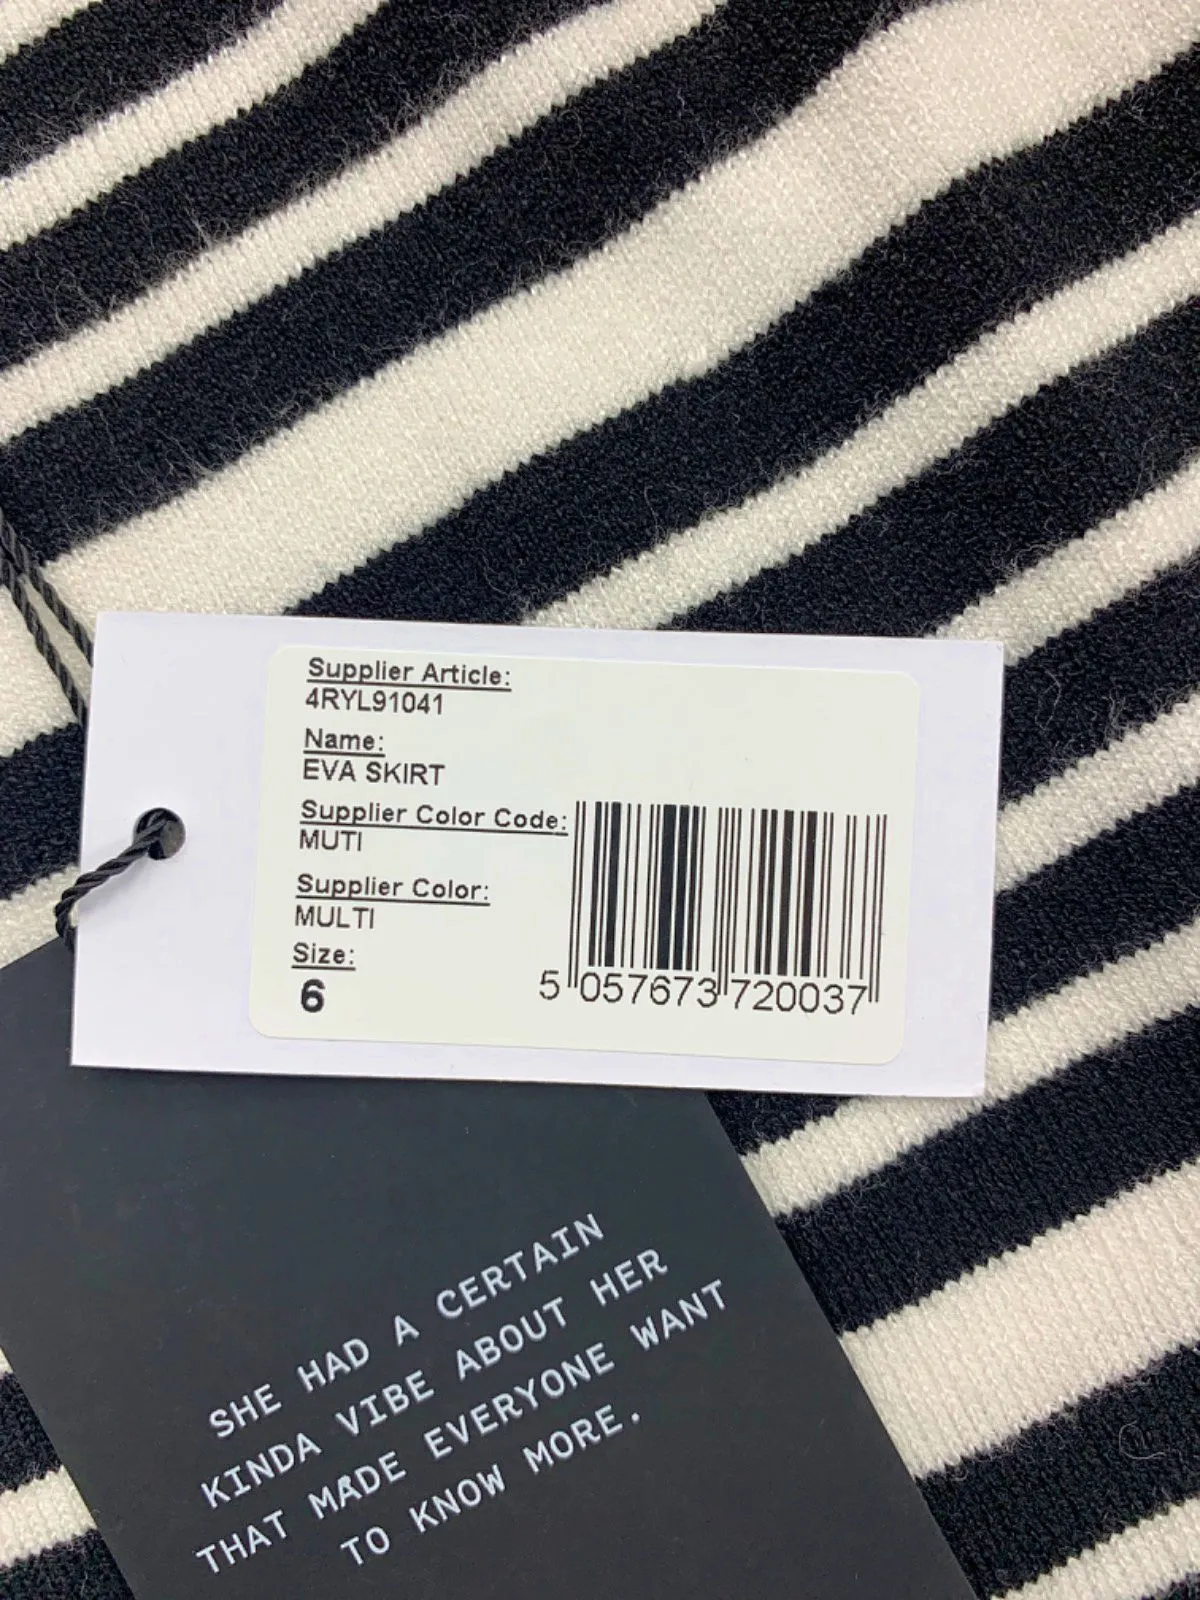 Supplier Article:
4RYL91041
Name:
EVA SKIRT
Supplier Color Code:
MUTI
Supplier Color:
MULTI
Size:
6
5 057673 720037
SHE HAD A CERTAIN
KINDA VIBE ABOUT HER
THAT MADE EVERYONE WANT
TO KNOW MORE.